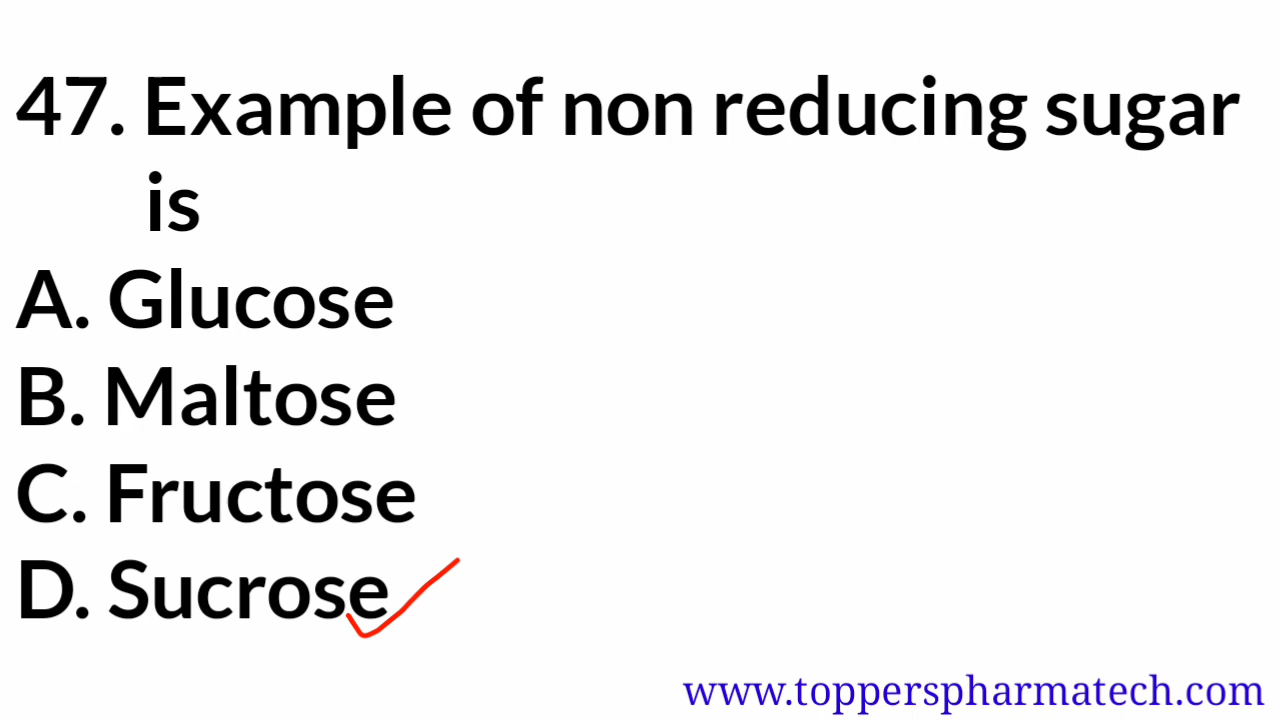 47. Example of non reducing sugar
is
A. Glucose
B. Maltose
C. Fructose
D. Sucrose
www.topperspharmatech.com